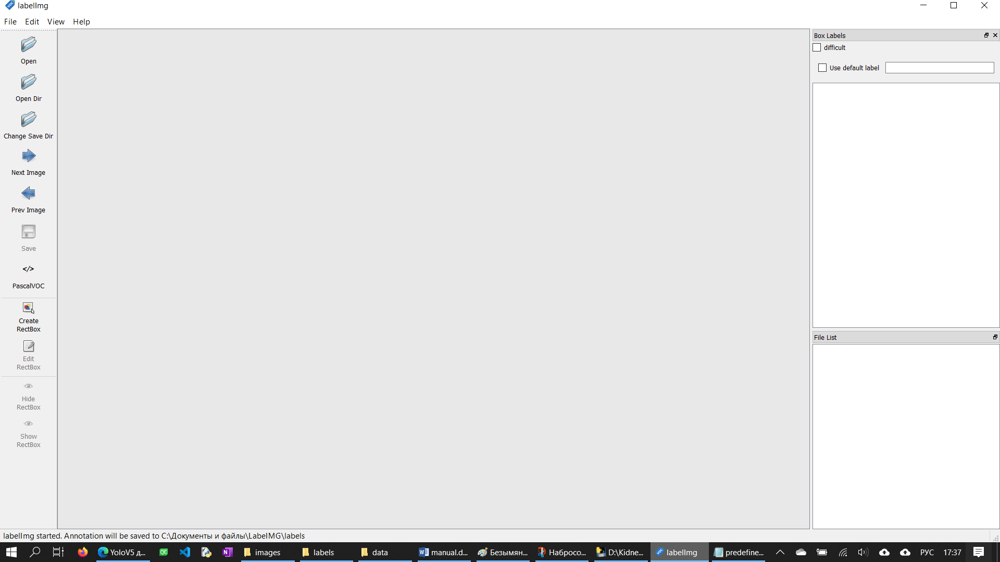 labelImg
File Edit View Help
Open
Open Dir
Change Save Dir
Next Image
Prev Image
Save
</>
PascalVOC
Create
RectBox
Edit
RectBox
Hide
RectBox
Show
RectBox
Box Labels
difficult
Use default label
File List
labelImg started. Annotation will be saved to C:\Документы и файлы\LabelMG\labels
YoloV5 д... images labels data manual.d... Безымян... Набросо... D:\Kidne... labelImg predefine... РУС 17:37